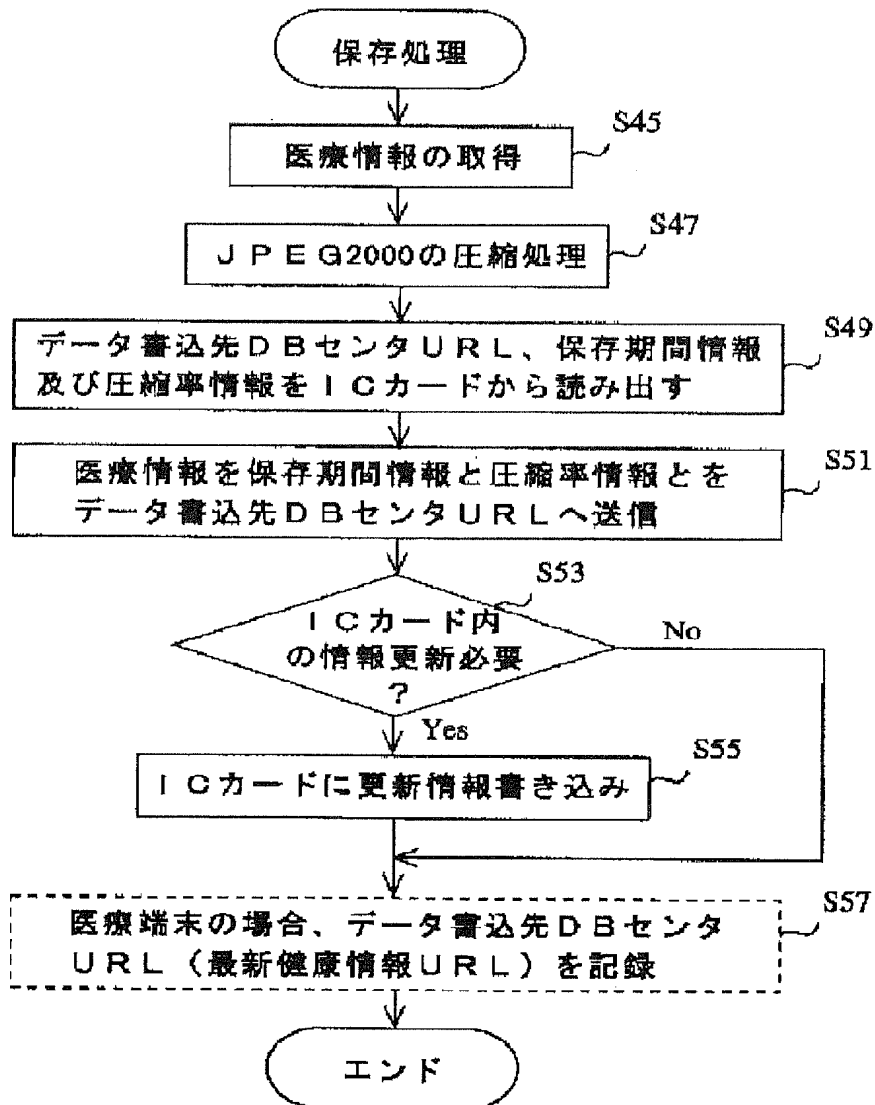 保存処理
S45
医療情報の取得
S47
ＪＰＥＧ2000の圧縮処理
S49
データ書込先ＤＢセンタＵＲＬ、保存期間情報
及び圧縮率情報をＩＣカードから読み出す
S51
医療情報を保存期間情報と圧縮率情報とを
データ書込先ＤＢセンタＵＲＬへ送信
S53
ＩＣカード内
の情報更新必要
？
No
Yes
S55
ＩＣカードに更新情報書き込み
S57
医療端末の場合、データ書込先ＤＢセンタ
ＵＲＬ（最新健康情報ＵＲＬ）を記録
エンド